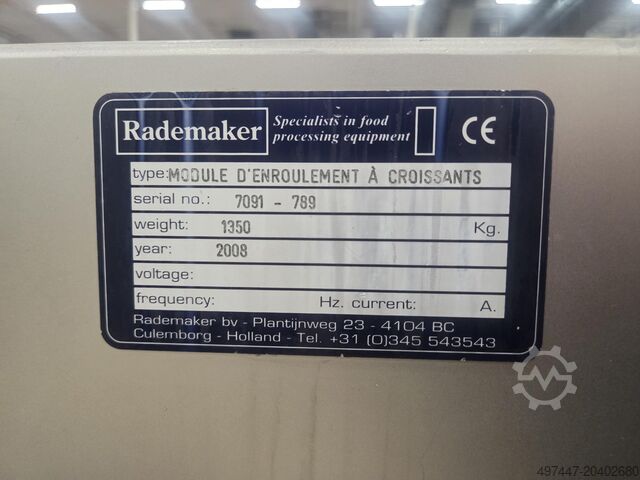 Rademaker
Specialists in food
processing equipment
CE
type: MODULE D'ENROULEMENT À CROISSANTS
serial no.: 7091 - 789
weight: 1350 Kg.
year: 2008
voltage:
frequency: Hz. current: A.
Rademaker bv - Plantijnweg 23 - 4104 BC
Culemborg - Holland - Tel. +31 (0)345 543543
497447-20402680